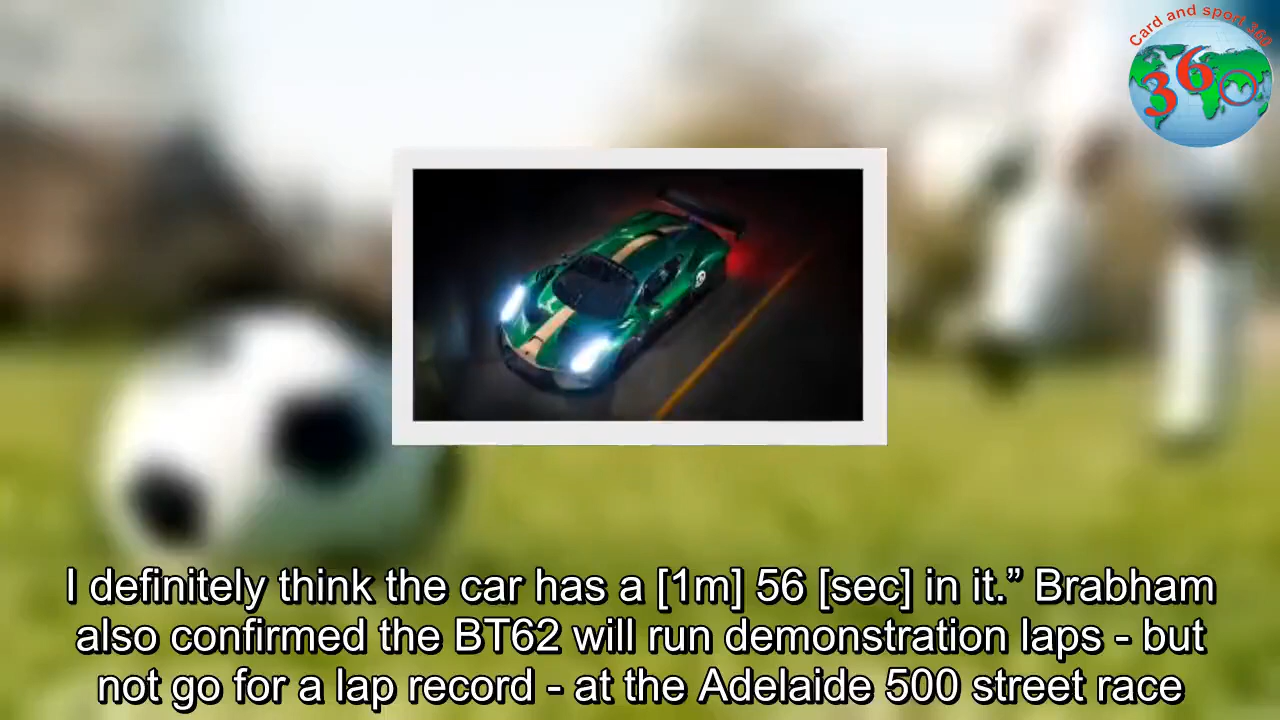 Card and sport 360
360
I definitely think the car has a [1m] 56 [sec] in it.” Brabham
also confirmed the BT62 will run demonstration laps - but
not go for a lap record - at the Adelaide 500 street race